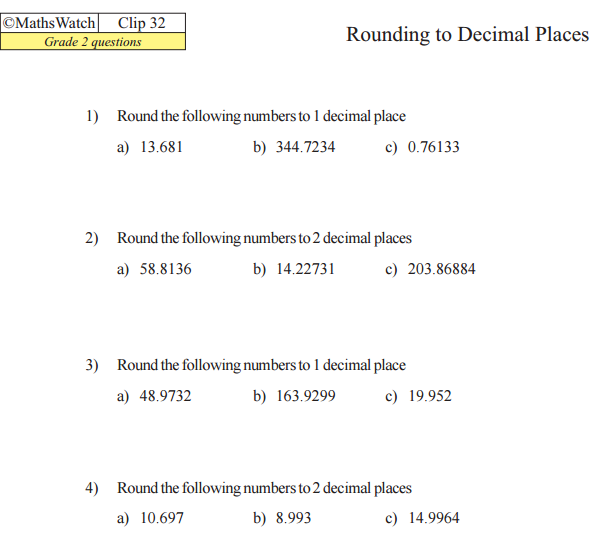 ©MathsWatch Clip 32
Grade 2 questions
Rounding to Decimal Places
1) Round the following numbers to 1 decimal place
a) 13.681 b) 344.7234 c) 0.76133
2) Round the following numbers to 2 decimal places
a) 58.8136 b) 14.22731 c) 203.86884
3) Round the following numbers to 1 decimal place
a) 48.9732 b) 163.9299 c) 19.952
4) Round the following numbers to 2 decimal places
a) 10.697 b) 8.993 c) 14.9964